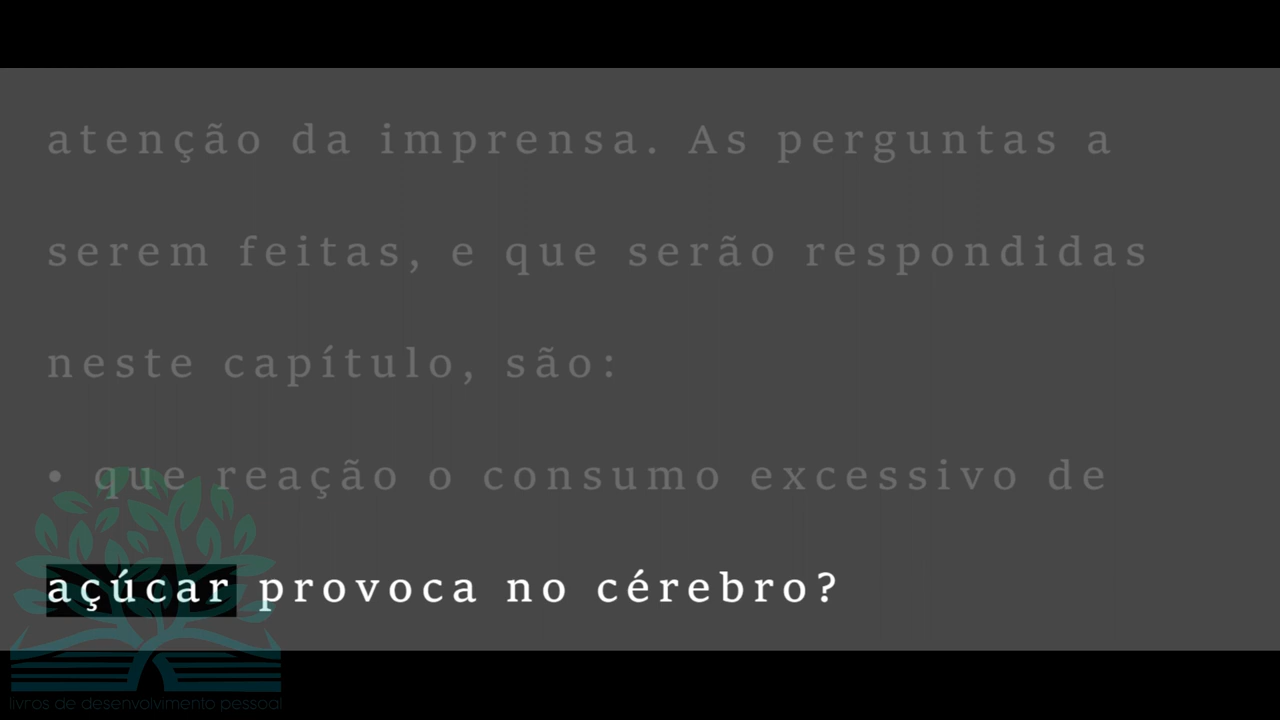 atenção da imprensa. As perguntas a
serem feitas, e que serão respondidas
neste capítulo, são:
• que reação o consumo excessivo de
açúcar provoca no cérebro?
livros de desenvolvimento pessoal